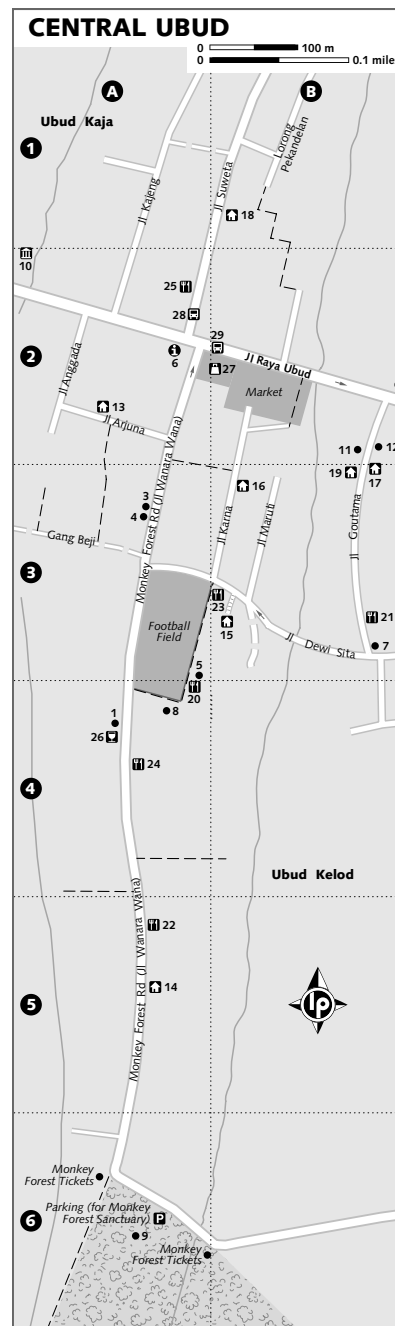 CENTRAL UBUD
0 100 m
0 0.1 mile
A
B
Ubud Kaja
1
Lorong
Pekandelan
Jl Kajeng
Jl Suweta
18
10
25
28
29
6
2
Jl Raya Ubud
27
Market
Jl Anggada
13
Jl Arjuna
11
12
19
17
16
3
4
Monkey Forest Rd (Jl Wanara Wana)
Jl Karna
Jl Maruti
Jl Goutama
Gang Beji
3
23
21
Football
Field
15
Jl Dewi Sita
7
5
20
8
1
26
24
4
Ubud Kelod
Monkey Forest Rd (Jl Wanara Wana)
22
14
lp
5
Monkey
Forest Tickets
Parking (for Monkey
Forest Sanctuary) P
6
9
Monkey
Forest Tickets